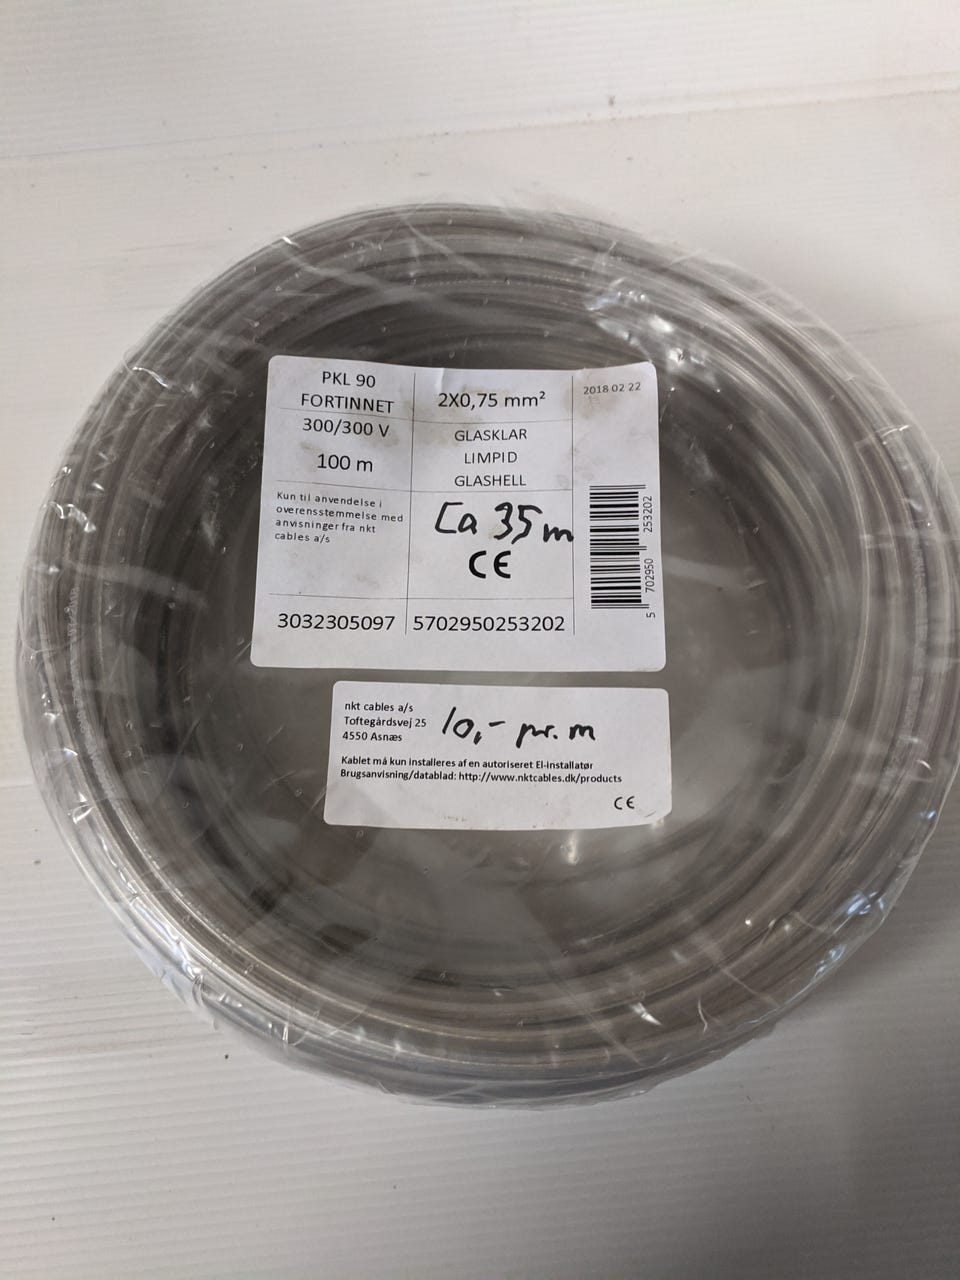 PKL 90
FORTINNET
300/300 V
100 m
Kun til anvendelse i
overensstemmelse med
anvisninger fra nkt
cables a/s
3032305097
2X0,75 mm²
GLASKLAR
LIMPID
GLASHELL
Ca 35 m
CE
5702950253202
2018 02 22
5 702950 253202
nkt cables a/s
Toftegårdsvej 25
4550 Asnæs
10,- pr. m
Kablet må kun installeres af en autoriseret El-installatør
Brugsanvisning/datablad: http://www.nktcables.dk/products
CE